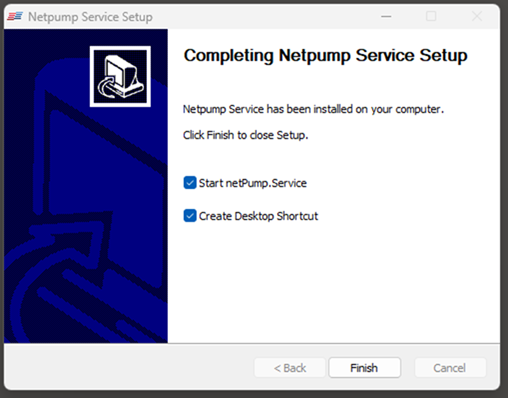 Netpump Service Setup
Completing Netpump Service Setup
Netpump Service has been installed on your computer.
Click Finish to close Setup.
Start netPump.Service
Create Desktop Shortcut
< Back
Finish
Cancel